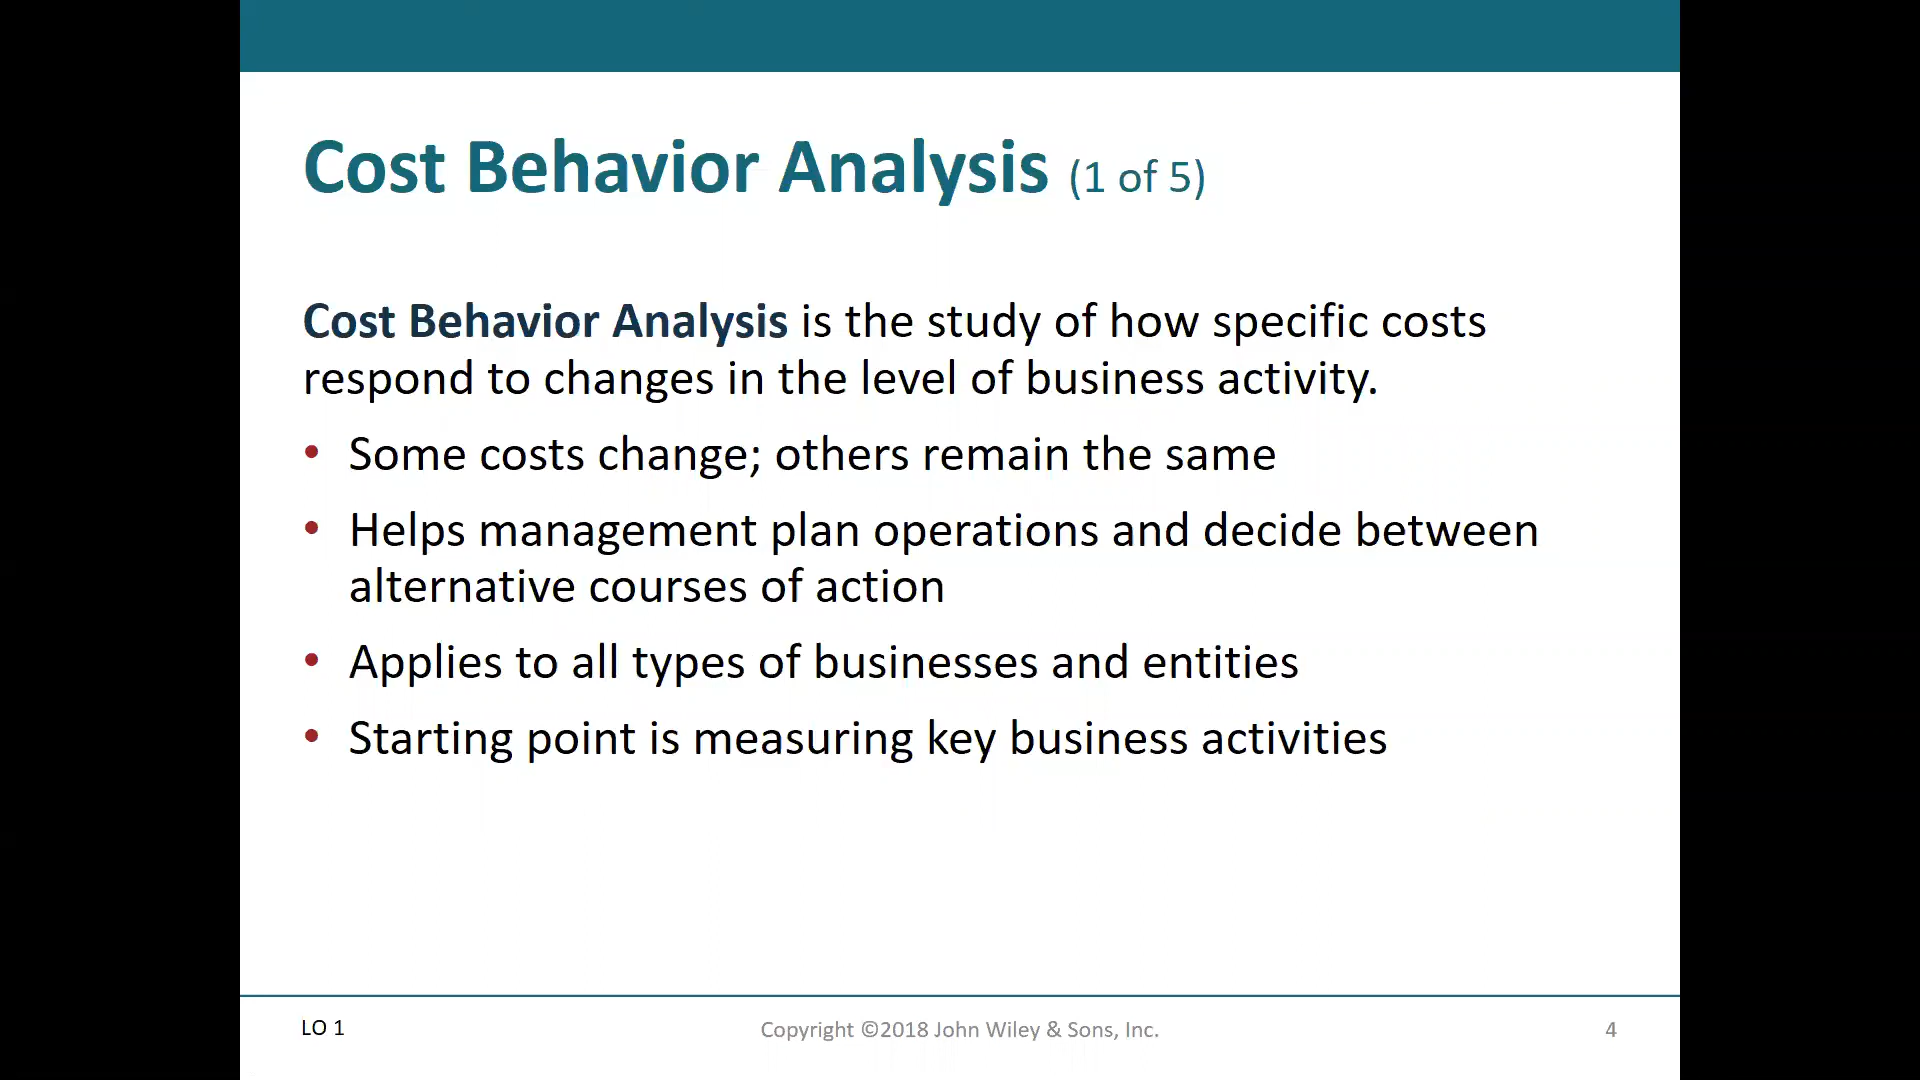 Cost Behavior Analysis (1 of 5)
Cost Behavior Analysis is the study of how specific costs
respond to changes in the level of business activity.
• Some costs change; others remain the same
• Helps management plan operations and decide between
alternative courses of action
• Applies to all types of businesses and entities
• Starting point is measuring key business activities
LO 1
Copyright ©2018 John Wiley & Sons, Inc.
4